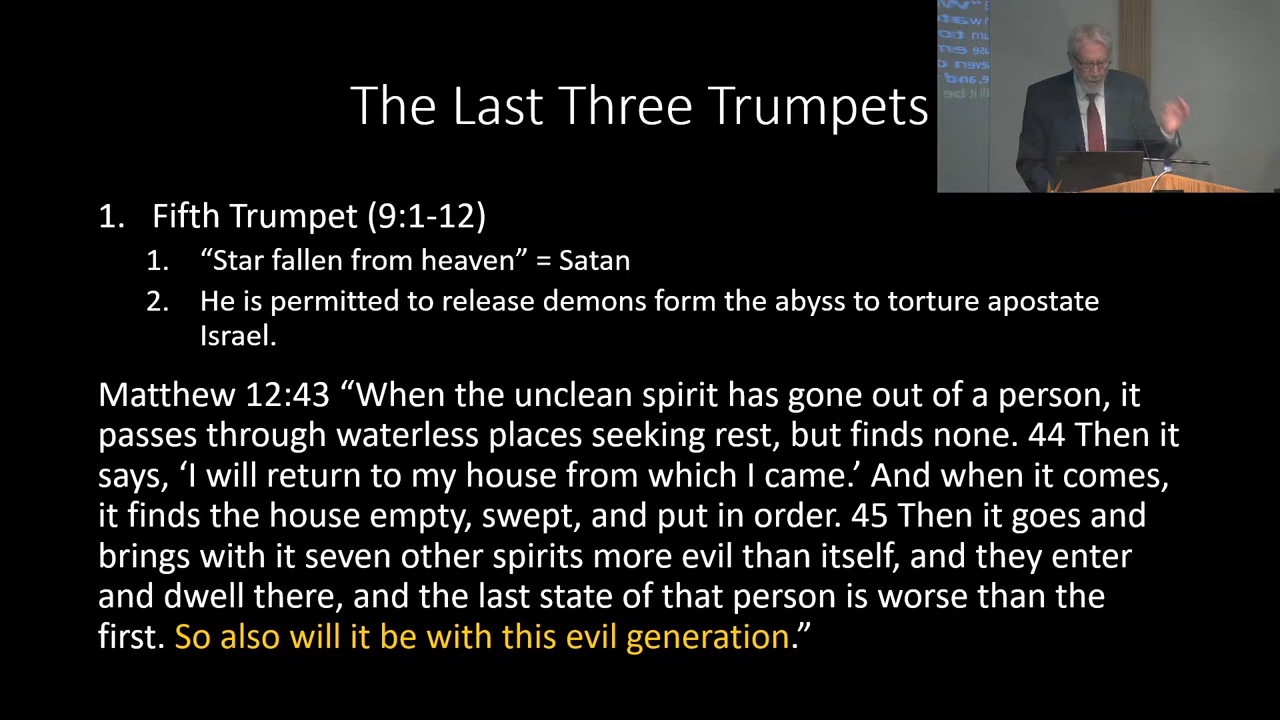 The Last Three Trumpets
1. Fifth Trumpet (9:1-12)
1. “Star fallen from heaven” = Satan
2. He is permitted to release demons form the abyss to torture apostate
Israel.
Matthew 12:43 “When the unclean spirit has gone out of a person, it
passes through waterless places seeking rest, but finds none. 44 Then it
says, ‘I will return to my house from which I came.’ And when it comes,
it finds the house empty, swept, and put in order. 45 Then it goes and
brings with it seven other spirits more evil than itself, and they enter
and dwell there, and the last state of that person is worse than the
first. So also will it be with this evil generation.”